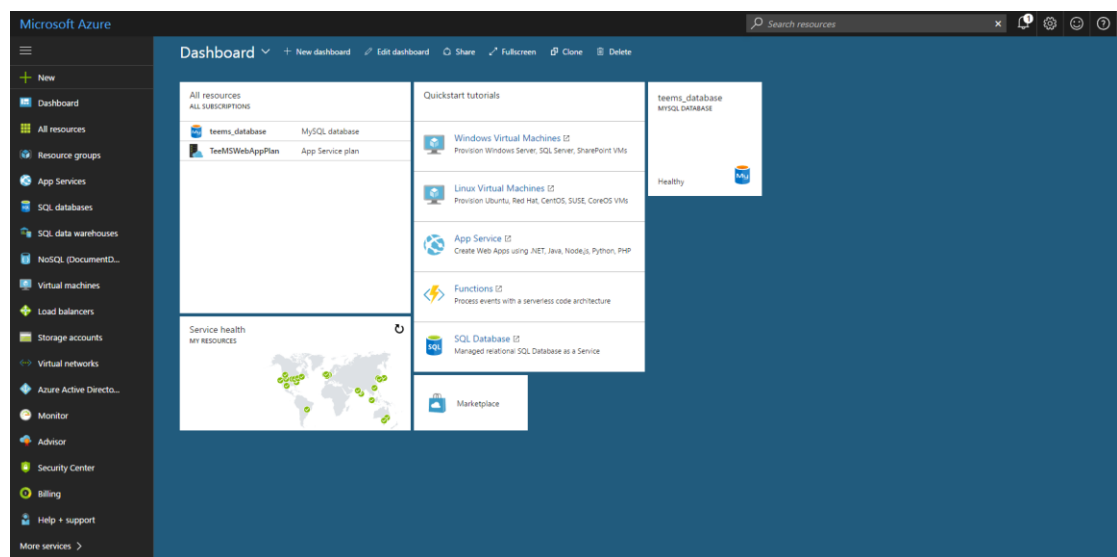 Microsoft Azure
Search resources
×
1
New
Dashboard
All resources
Resource groups
App Services
SQL databases
SQL data warehouses
NoSQL (DocumentD...
Virtual machines
Load balancers
Storage accounts
Virtual networks
Azure Active Directo...
Monitor
Advisor
Security Center
Billing
Help + support
More services >
Dashboard
+ New dashboard Edit dashboard Share Fullscreen Clone Delete
All resources
ALL SUBSCRIPTIONS
teems_database MySQL database
TeeMSWebAppPlan App Service plan
Service health
MY RESOURCES
Quickstart tutorials
Windows Virtual Machines
Provision Windows Server, SQL Server, SharePoint VMs
Linux Virtual Machines
Provision Ubuntu, Red Hat, CentOS, SUSE, CoreOS VMs
App Service
Create Web Apps using .NET, Java, Node.js, Python, PHP
Functions
Process events with a serverless code architecture
SQL
SQL Database
Managed relational SQL Database as a Service
Marketplace
teems_database
MYSQL DATABASE
Healthy
My